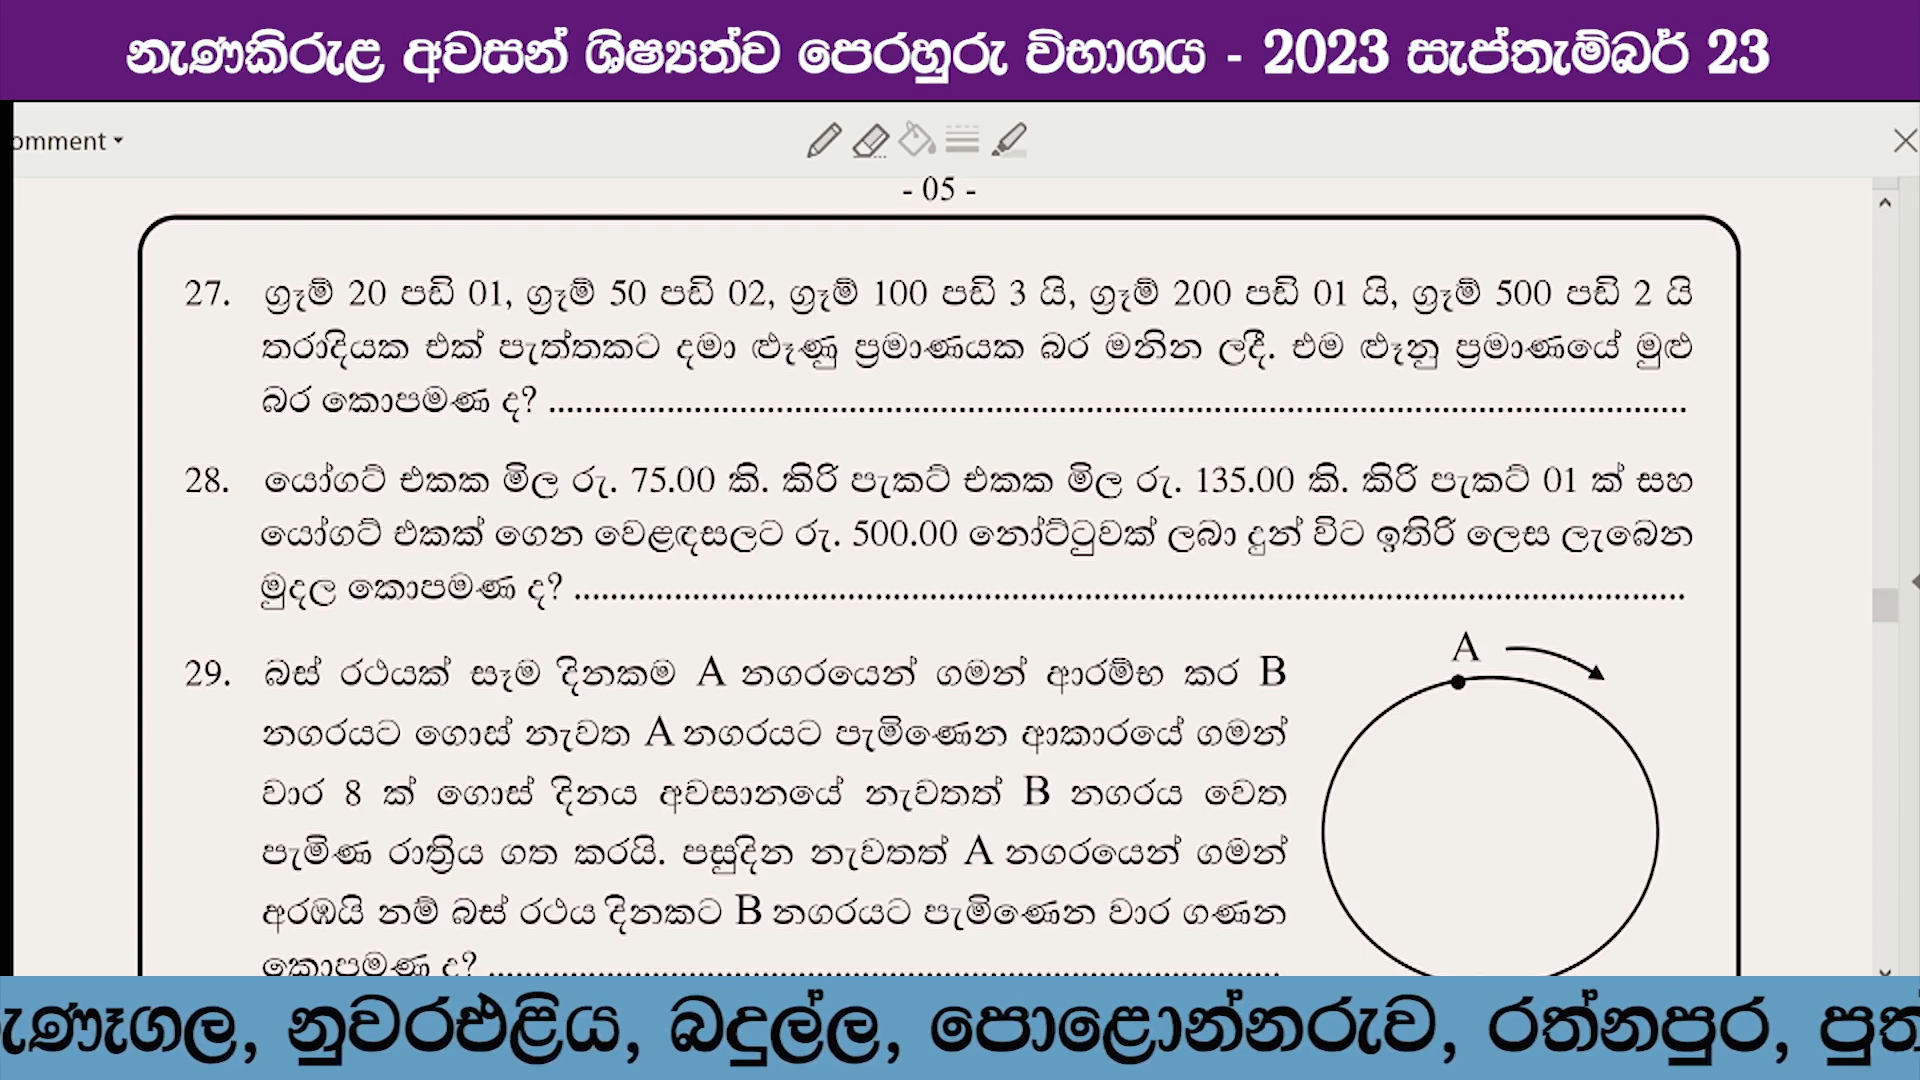 නැණකිරුළ අවසන් ශිෂ්‍යත්ව පෙරහුරු විභාගය - 2023 සැප්තැම්බර් 23
omment
- 05 -
27. ග්‍රෑම් 20 පඩි 01, ග්‍රෑම් 50 පඩි 02, ග්‍රෑම් 100 පඩි 3 යි, ග්‍රෑම් 200 පඩි 01 යි, ග්‍රෑම් 500 පඩි 2 යි
තරාදියක එක් පැත්තකට දමා ළූණු ප්‍රමාණයක බර මනින ලදී. එම ළූනු ප්‍රමාණයේ මුළු
බර කොපමණ ද? ................................................................
28. යෝගට් එකක මිල රු. 75.00 කි. කිරි පැකට් එකක මිල රු. 135.00 කි. කිරි පැකට් 01 ක් සහ
යෝගට් එකක් ගෙන වෙළඳසලට රු. 500.00 නෝට්ටුවක් ලබා දුන් විට ඉතිරි ලෙස ලැබෙන
මුදල කොපමණ ද? ................................................................
29. බස් රථයක් සෑම දිනකම A නගරයෙන් ගමන් ආරම්භ කර B
නගරයට ගොස් නැවත A නගරයට පැමිණෙන ආකාරයේ ගමන්
වාර 8 ක් ගොස් දිනය අවසානයේ නැවතත් B නගරය වෙත
පැමිණ රාත්‍රිය ගත කරයි. පසුදින නැවතත් A නගරයෙන් ගමන්
අරඹයි නම් බස් රථය දිනකට B නගරයට පැමිණෙන වාර ගණන
කොපමණ ද? ................................................................
A
ැණෑගල, නුවරඑළිය, බදුල්ල, පොළොන්නරුව, රත්නපුර, පුත්